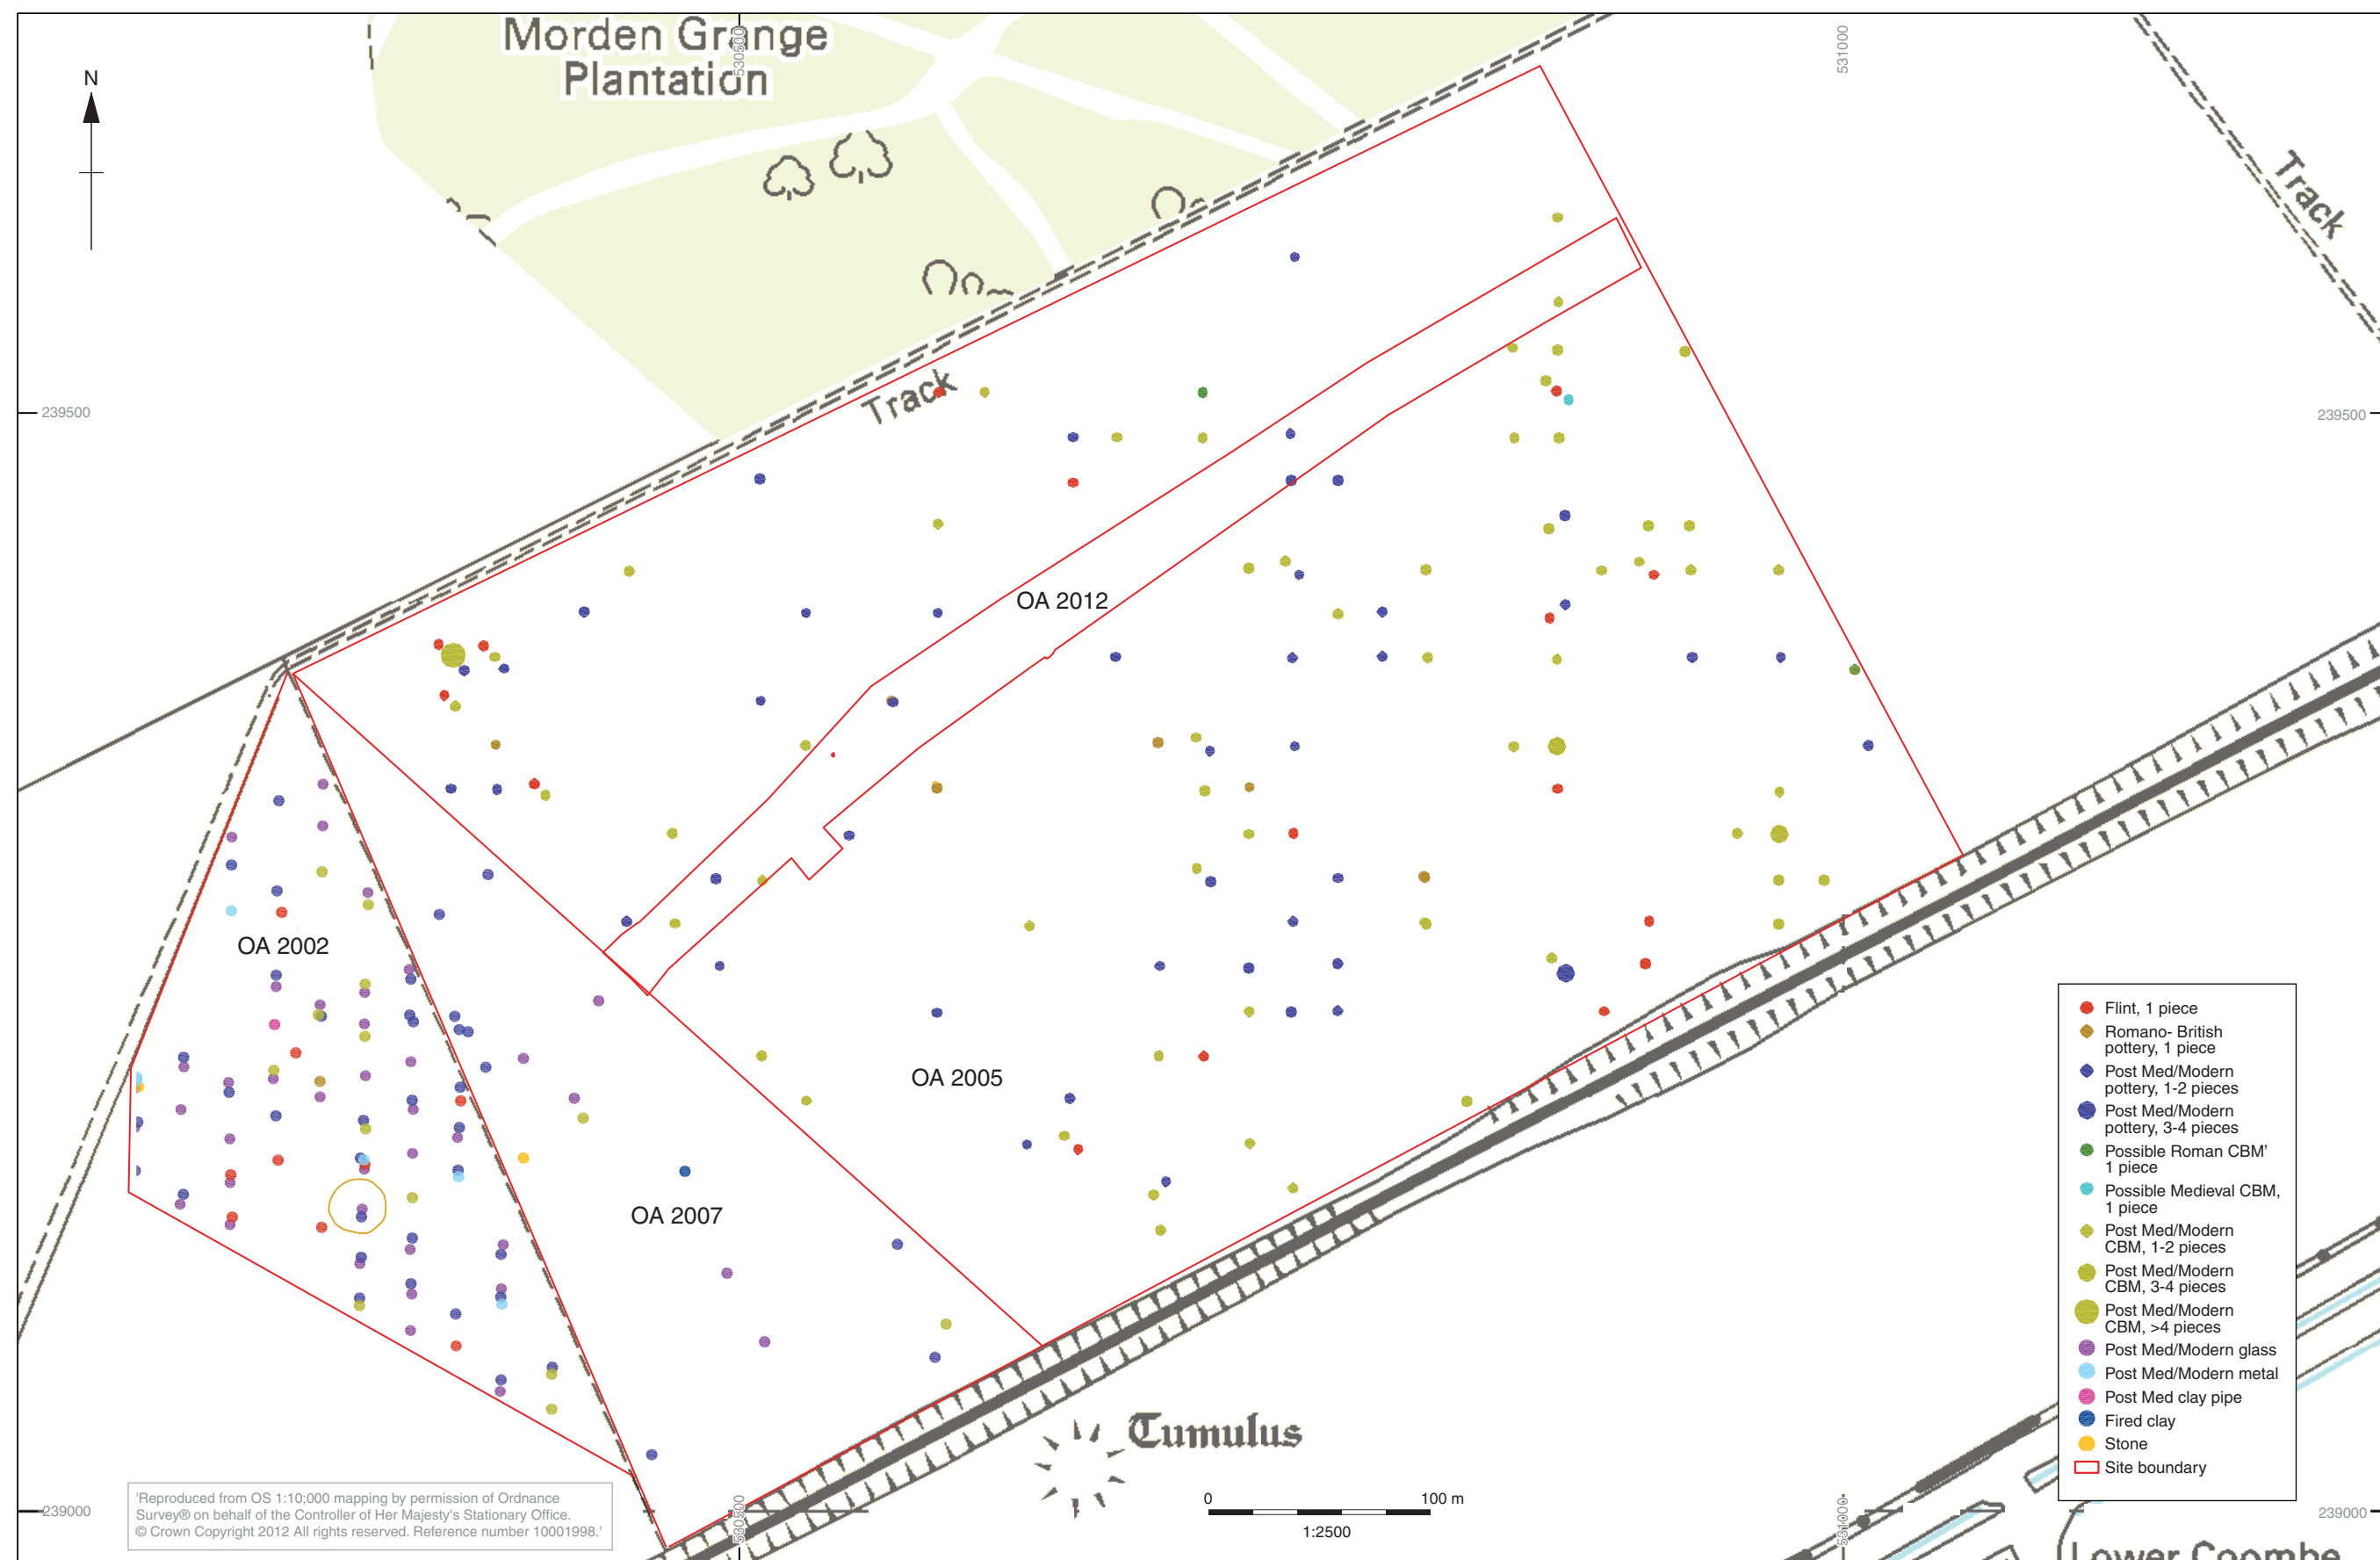 Morden Grange
Plantation
530500
531000
N
Track
239500
239500
Track
OA 2012
OA 2002
OA 2005
OA 2007
Flint, 1 piece
Romano- British
pottery, 1 piece
Post Med/Modern
pottery, 1-2 pieces
Post Med/Modern
pottery, 3-4 pieces
Possible Roman CBM'
1 piece
Possible Medieval CBM,
1 piece
Post Med/Modern
CBM, 1-2 pieces
Post Med/Modern
CBM, 3-4 pieces
Post Med/Modern
CBM, >4 pieces
Post Med/Modern glass
Post Med/Modern metal
Post Med clay pipe
Fired clay
Stone
Site boundary
Tumulus
0 100 m
1:2500
'Reproduced from OS 1:10;000 mapping by permission of Ordnance
Survey® on behalf of the Controller of Her Majesty's Stationary Office.
© Crown Copyright 2012 All rights reserved. Reference number 10001998.'
239000
239000
530500
531000
Lower Coombe